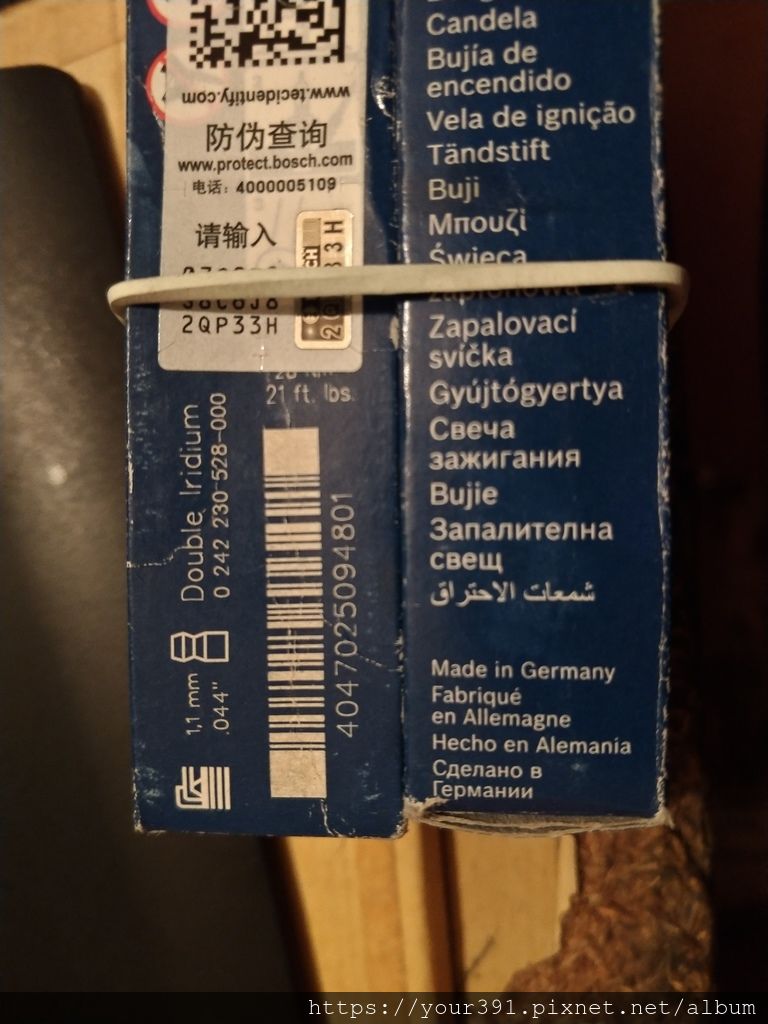 www.tecidentify.com
防伪查询
www.protect.bosch.com
电话: 4000005109
请输入
2QP33H
21 ft. lbs.
Double Iridium
0 242 230-528-000
1,1 mm
.044"
4047025094801
Candela
Bujía de
encendido
Vela de ignição
Tändstift
Buji
Μπουζί
Świeca
Zapalovací
svíčka
Gyújtógyertya
Свеча
зажигания
Bujie
Запалителна
свещ
شمعات الاحتراق
Made in Germany
Fabriqué
en Allemagne
Hecho en Alemania
Сделано в
Германии
https://your391.pixnet.net/album